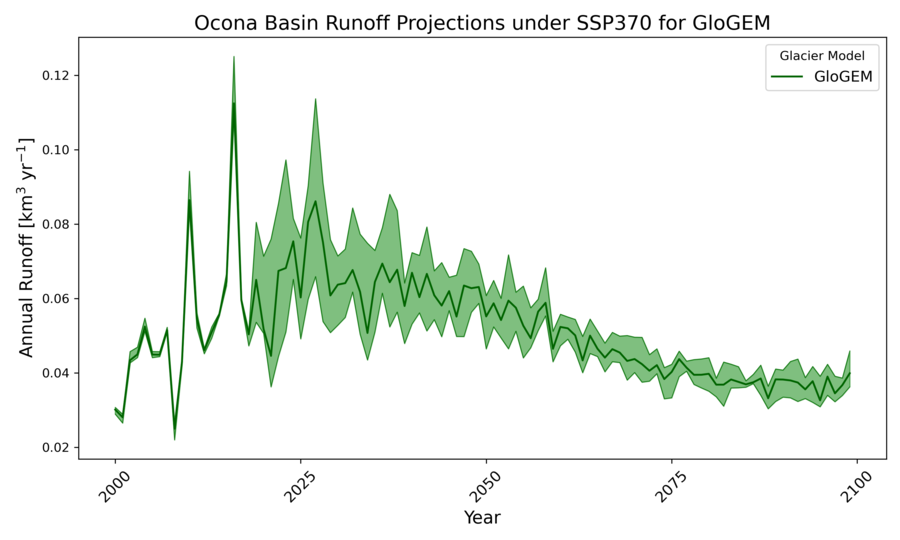 Ocona Basin Runoff Projections under SSP370 for GloGEM
Glacier Model
GloGEM
Annual Runoff [km³ yr⁻¹]
0.12
0.10
0.08
0.06
0.04
0.02
2000
2025
2050
2075
2100
Year